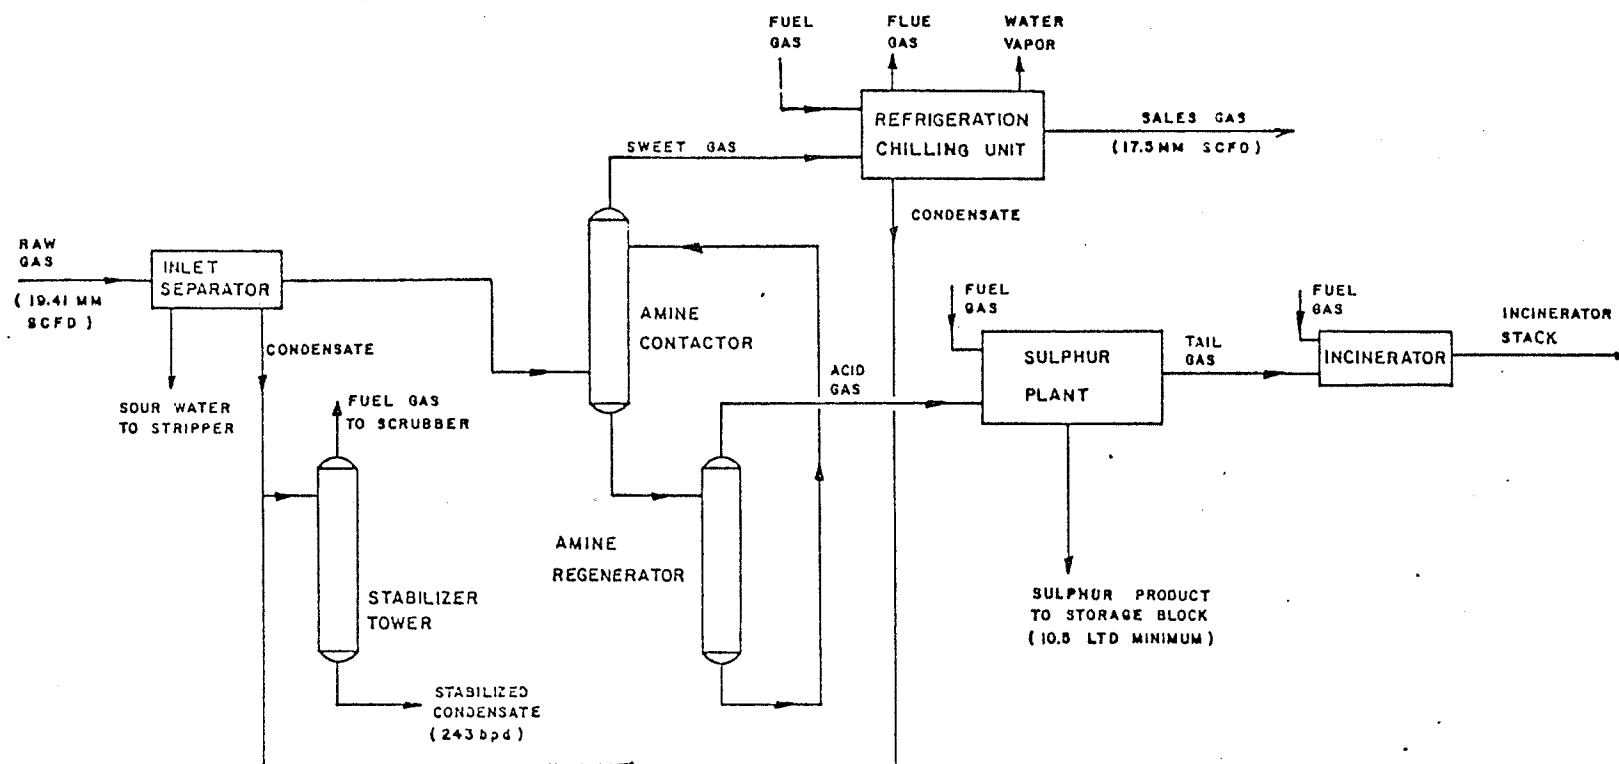 FUEL
GAS
FLUE
GAS
WATER
VAPOR
REFRIGERATION
CHILLING UNIT
SALES GAS
(17.5 MM SCFD)
SWEET GAS
CONDENSATE
RAW
GAS
(19.41 MM
SCFD)
INLET
SEPARATOR
CONDENSATE
SOUR WATER
TO STRIPPER
FUEL GAS
TO SCRUBBER
AMINE
CONTACTOR
ACID
GAS
FUEL
GAS
SULPHUR
PLANT
TAIL
GAS
FUEL
GAS
INCINERATOR
INCINERATOR
STACK
AMINE
REGENERATOR
STABILIZER
TOWER
STABILIZED
CONDENSATE
(243 bpd)
SULPHUR PRODUCT
TO STORAGE BLOCK
(10.5 LTD MINIMUM)